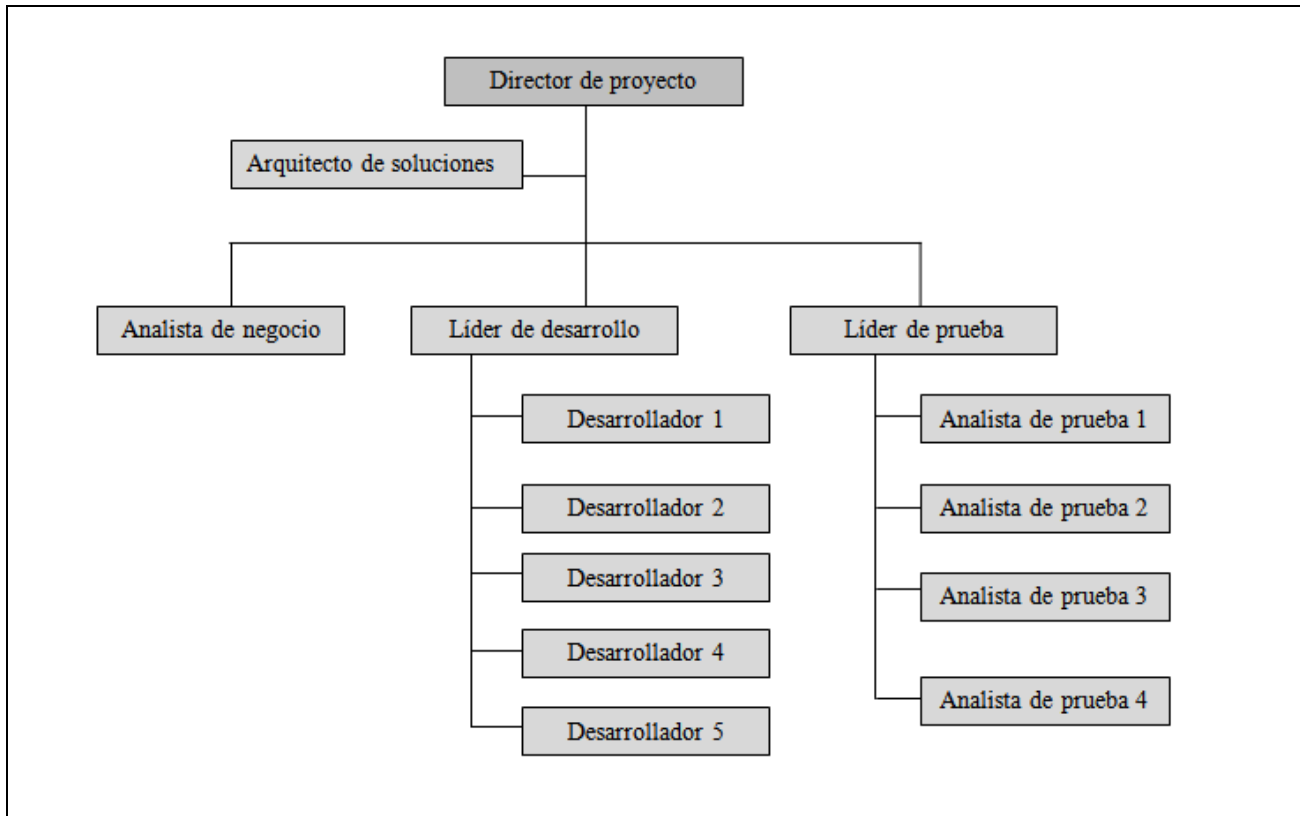 Director de proyecto
Arquitecto de soluciones
Analista de negocio
Líder de desarrollo
Líder de prueba
Desarrollador 1
Desarrollador 2
Desarrollador 3
Desarrollador 4
Desarrollador 5
Analista de prueba 1
Analista de prueba 2
Analista de prueba 3
Analista de prueba 4